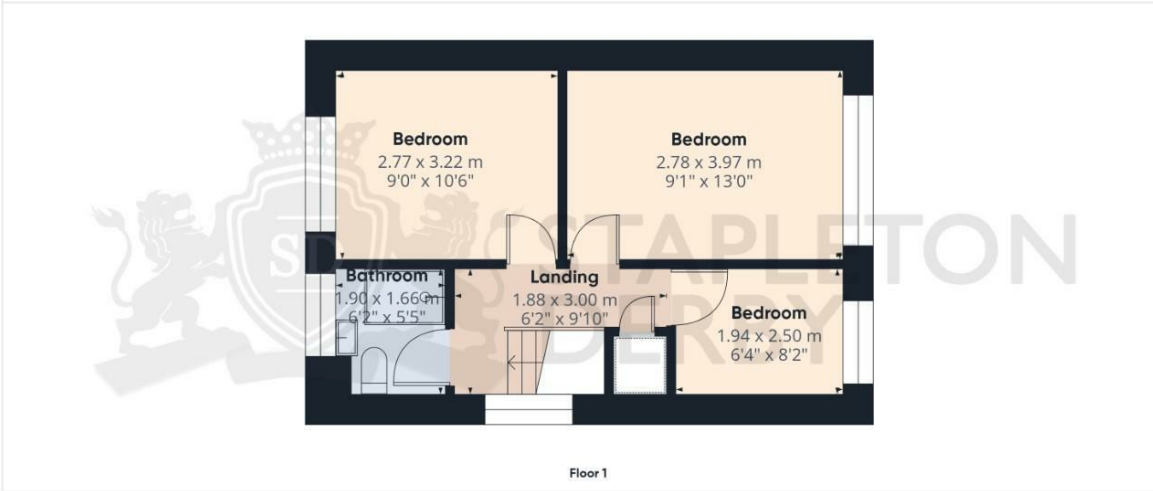 Bedroom
2.77 x 3.22 m
9'0" x 10'6"
Bedroom
2.78 x 3.97 m
9'1" x 13'0"
SD
STAPLETON
DERBY
Bathroom
1.90 x 1.66 m
6'2" x 5'5"
Landing
1.88 x 3.00 m
6'2" x 9'10"
Bedroom
1.94 x 2.50 m
6'4" x 8'2"
Floor 1